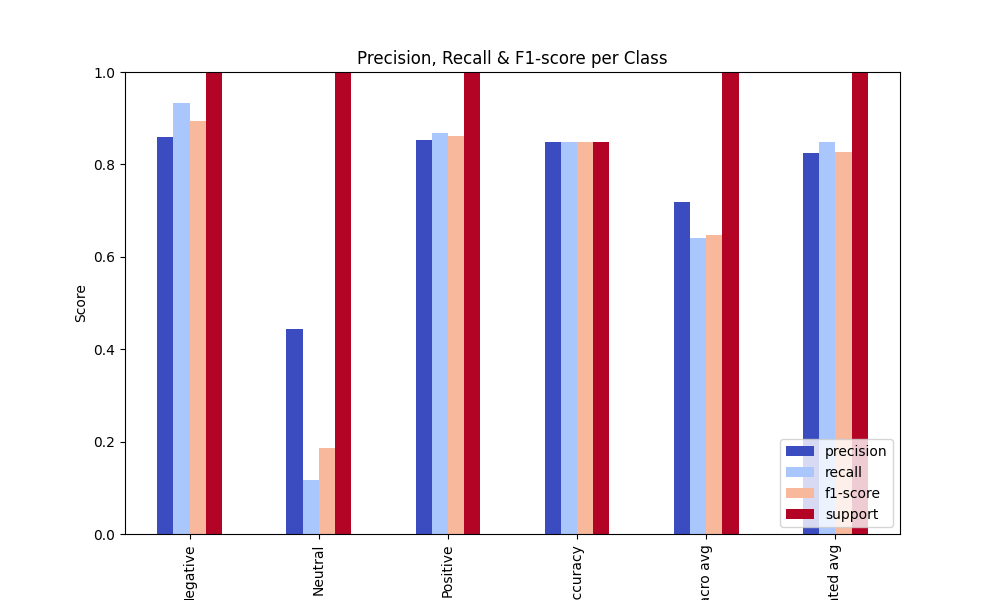 Precision, Recall & F1-score per Class
1.0
0.8
0.6
0.4
0.2
0.0
Score
precision
recall
f1-score
support
Negative
Neutral
Positive
ccuracy
acro avg
ted avg